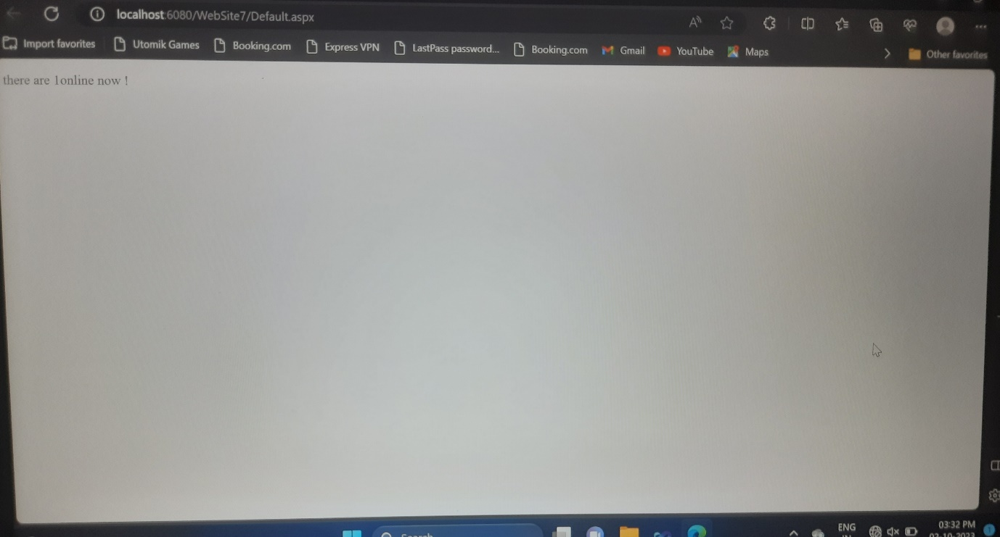 localhost:6080/WebSite7/Default.aspx
Import favorites Utomik Games Booking.com Express VPN LastPass password... Booking.com Gmail YouTube Maps Other favorites
there are 1online now !
Search
ENG
03:32 PM